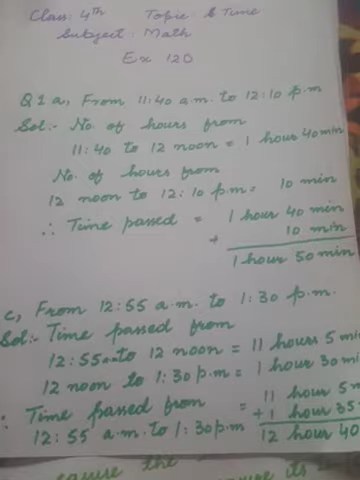 Class: 4th Topic: & Time
Subject: Math
Ex 12D
Q1 a, From 11:40 a.m. to 12:10 p.m
Sol:- No. of hours from
11:40 to 12 noon = 1 hour 40 min
No. of hours from
12 noon to 12:10 p.m = 10 min
∴ Time passed = 1 hour 40 min
+ 10 min
1 hour 50 min
c, From 12:55 a.m. to 1:30 p.m.
Sol:- Time passed from
12:55 to 12 noon = 11 hours 5 min
12 noon to 1:30 p.m = 1 hour 30 min
: Time passed from = 11 hour 5 m
12:55 a.m. to 1:30 p.m + 1 hour 35
12 hour 40
cause the